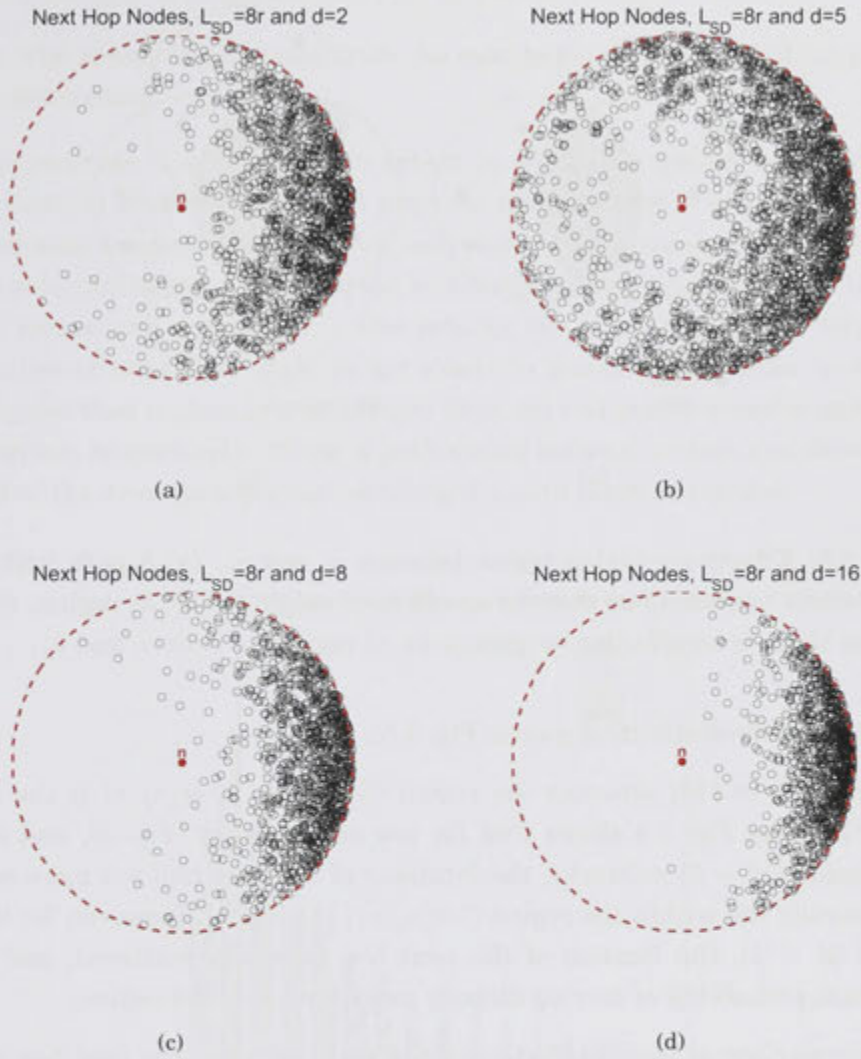 Next Hop Nodes, L_SD=8r and d=2
n
(a)
Next Hop Nodes, L_SD=8r and d=5
n
(b)
Next Hop Nodes, L_SD=8r and d=8
n
(c)
Next Hop Nodes, L_SD=8r and d=16
n
(d)